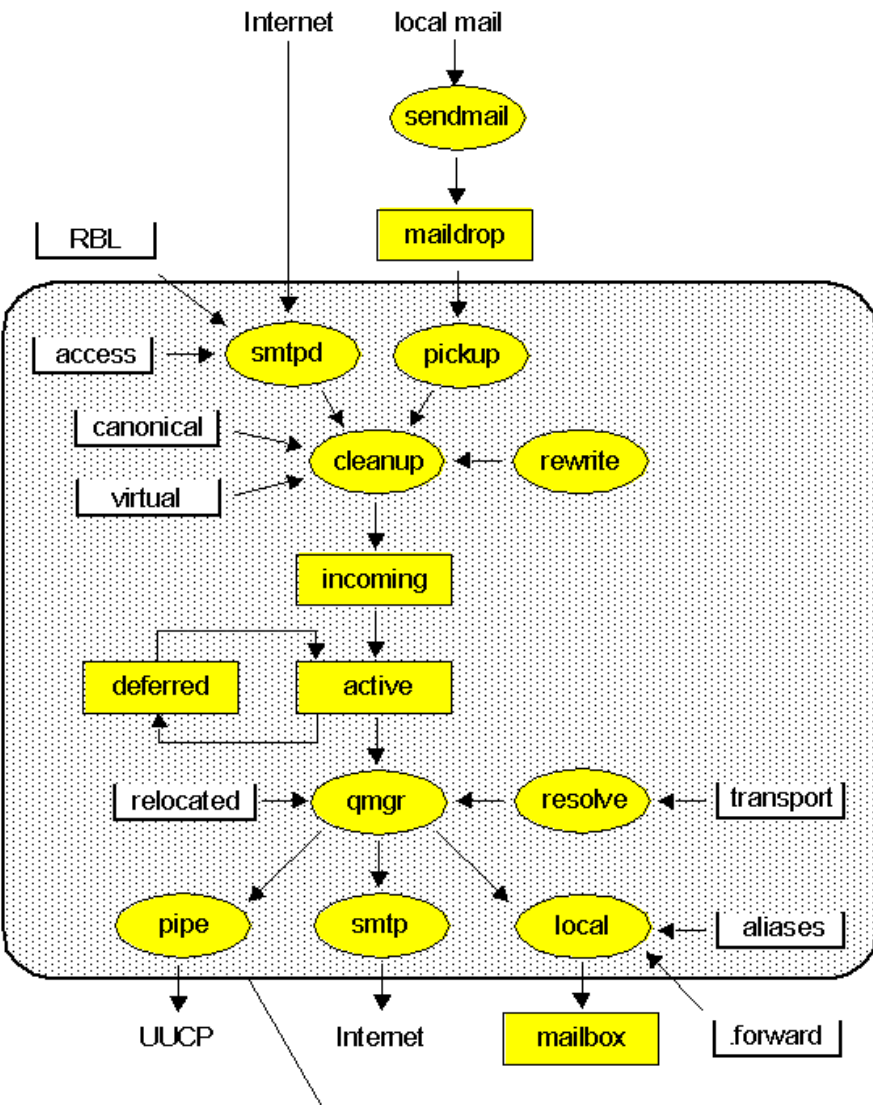 Internet
local mail
sendmail
maildrop
RBL
smtpd
pickup
access
canonical
cleanup
rewrite
virtual
incoming
deferred
active
relocated
qmgr
resolve
transport
pipe
smtp
local
aliases
UUCP
Internet
mailbox
.forward